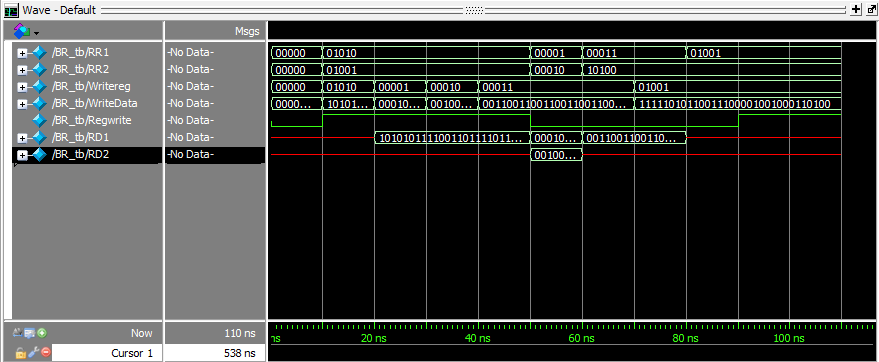 Wave - Default
Msgs
/BR_tb/RR1 -No Data- 00000 01010 00001 00011 01001
/BR_tb/RR2 -No Data- 00000 01001 00010 10100
/BR_tb/Writereg -No Data- 00000 01010 00001 00010 00011 01001
/BR_tb/WriteData -No Data- 0000... 10101... 00010... 00100... 00110011001100110011001100... 11111010110011100001001000110100
/BR_tb/Regwrite -No Data-
/BR_tb/RD1 -No Data- 10101011110011011111011... 00010... 0011001100110...
/BR_tb/RD2 -No Data- 00100...
Now 110 ns ns 20 ns 40 ns 60 ns 80 ns 100 ns
Cursor 1 538 ns